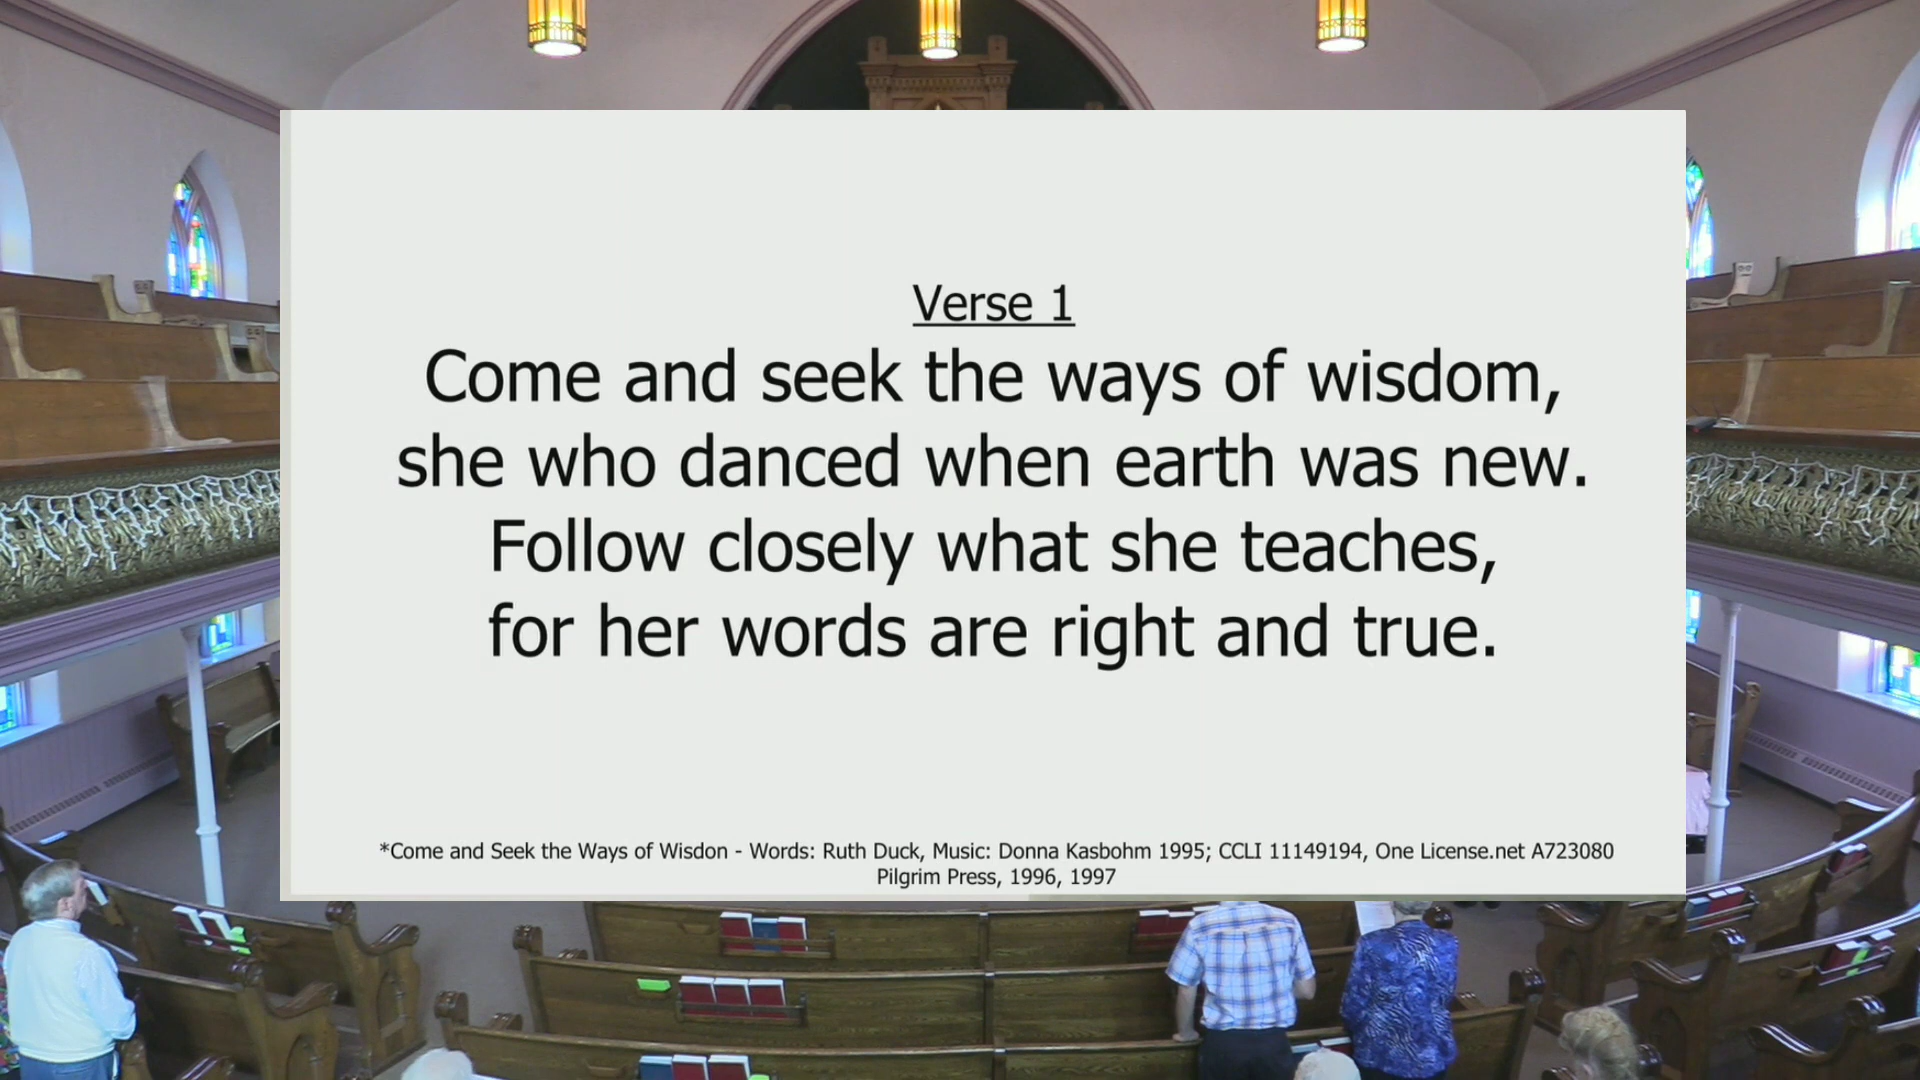 Verse 1
Come and seek the ways of wisdom,
she who danced when earth was new.
Follow closely what she teaches,
for her words are right and true.
*Come and Seek the Ways of Wisdon - Words: Ruth Duck, Music: Donna Kasbohm 1995; CCLI 11149194, One License.net A723080
Pilgrim Press, 1996, 1997